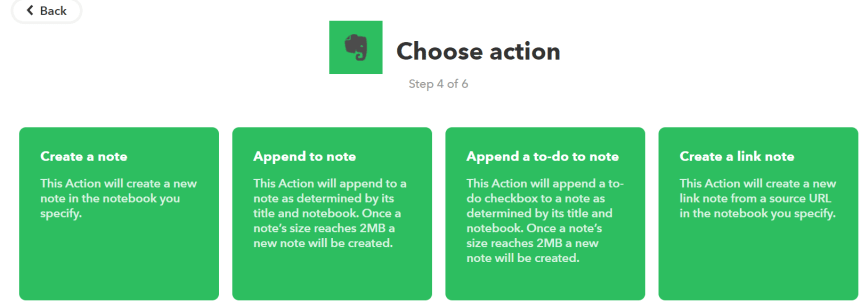 Back
Choose action
Step 4 of 6
Create a note
This Action will create a new
note in the notebook you
specify.
Append to note
This Action will append to a
note as determined by its
title and notebook. Once a
note's size reaches 2MB a
new note will be created.
Append a to-do to note
This Action will append a to-
do checkbox to a note as
determined by its title and
notebook. Once a note's
size reaches 2MB a new
note will be created.
Create a link note
This Action will create a new
link note from a source URL
in the notebook you specify.